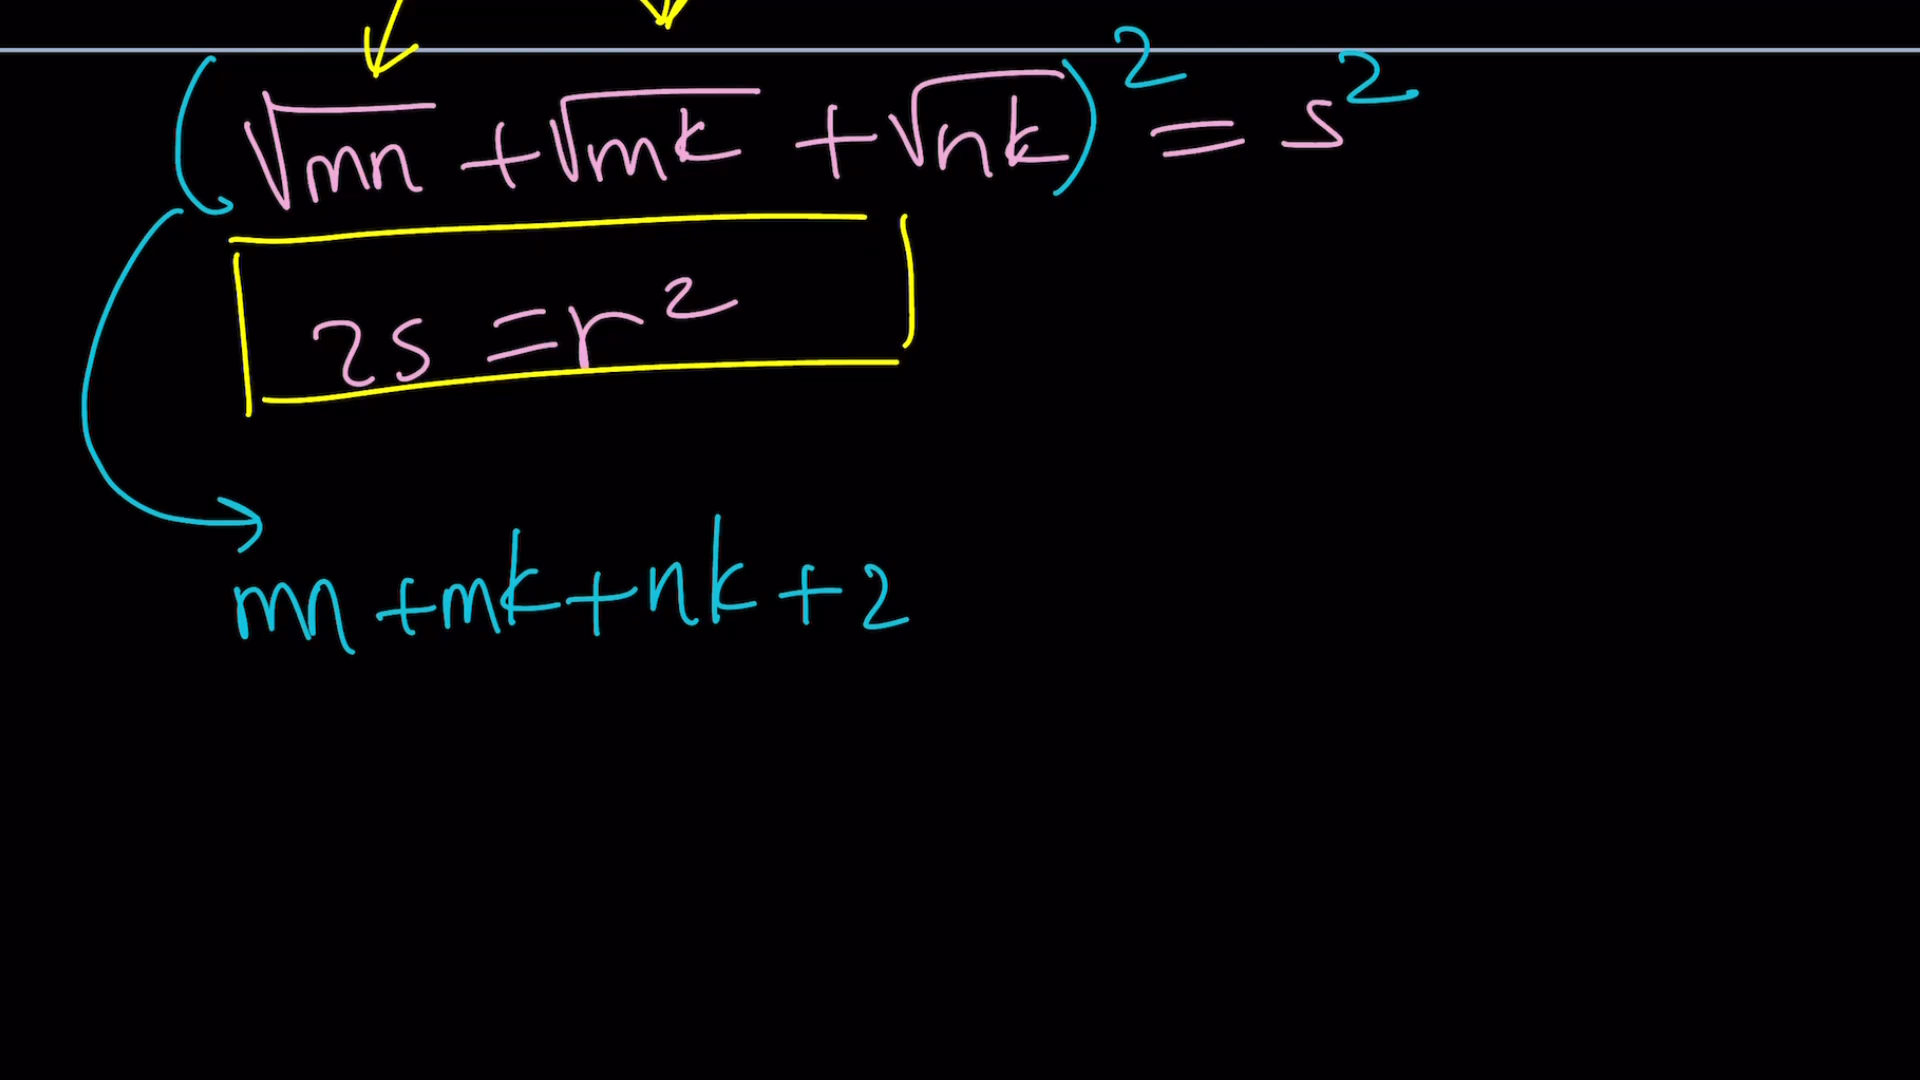 (√mn + √mk + √nk)² = s²
2s = r²
mn + mk + nk + 2